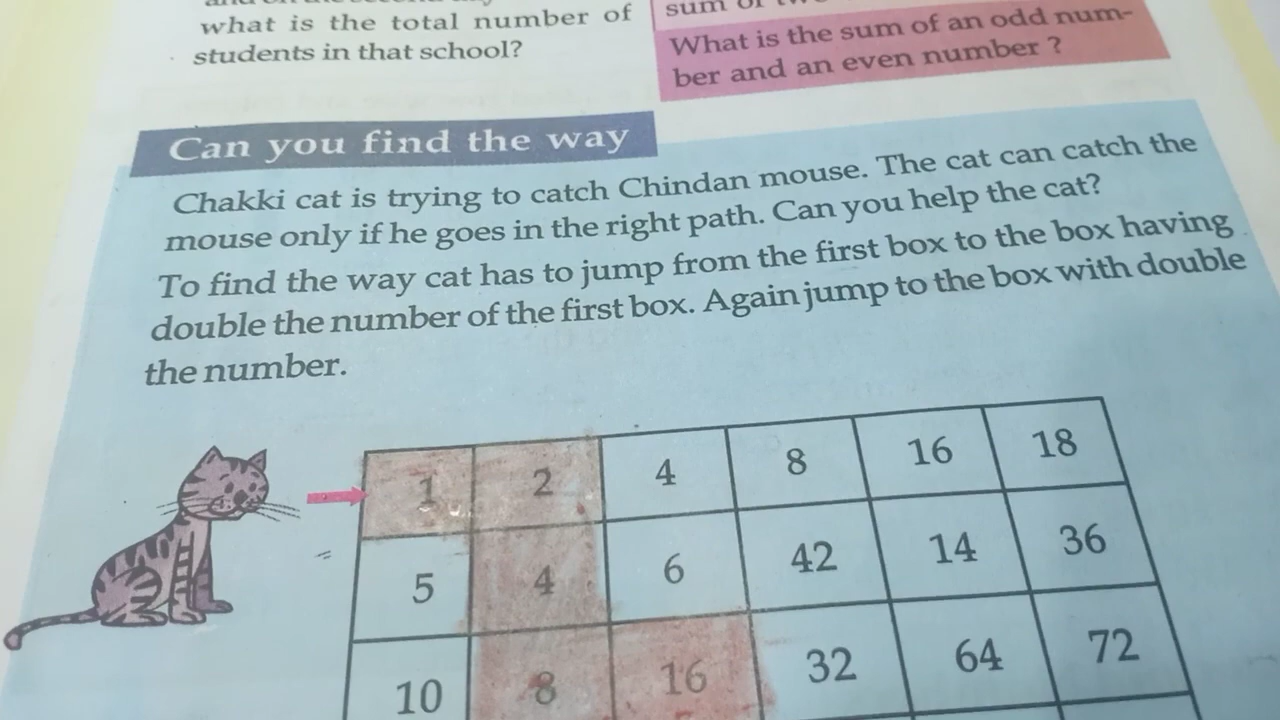 what is the total number of
students in that school?
sum of
What is the sum of an odd num-
ber and an even number ?
Can you find the way
Chakki cat is trying to catch Chindan mouse. The cat can catch the
mouse only if he goes in the right path. Can you help the cat?
To find the way cat has to jump from the first box to the box having
double the number of the first box. Again jump to the box with double
the number.
1 2 4 8 16 18
5 4 6 42 14 36
10 8 16 32 64 72